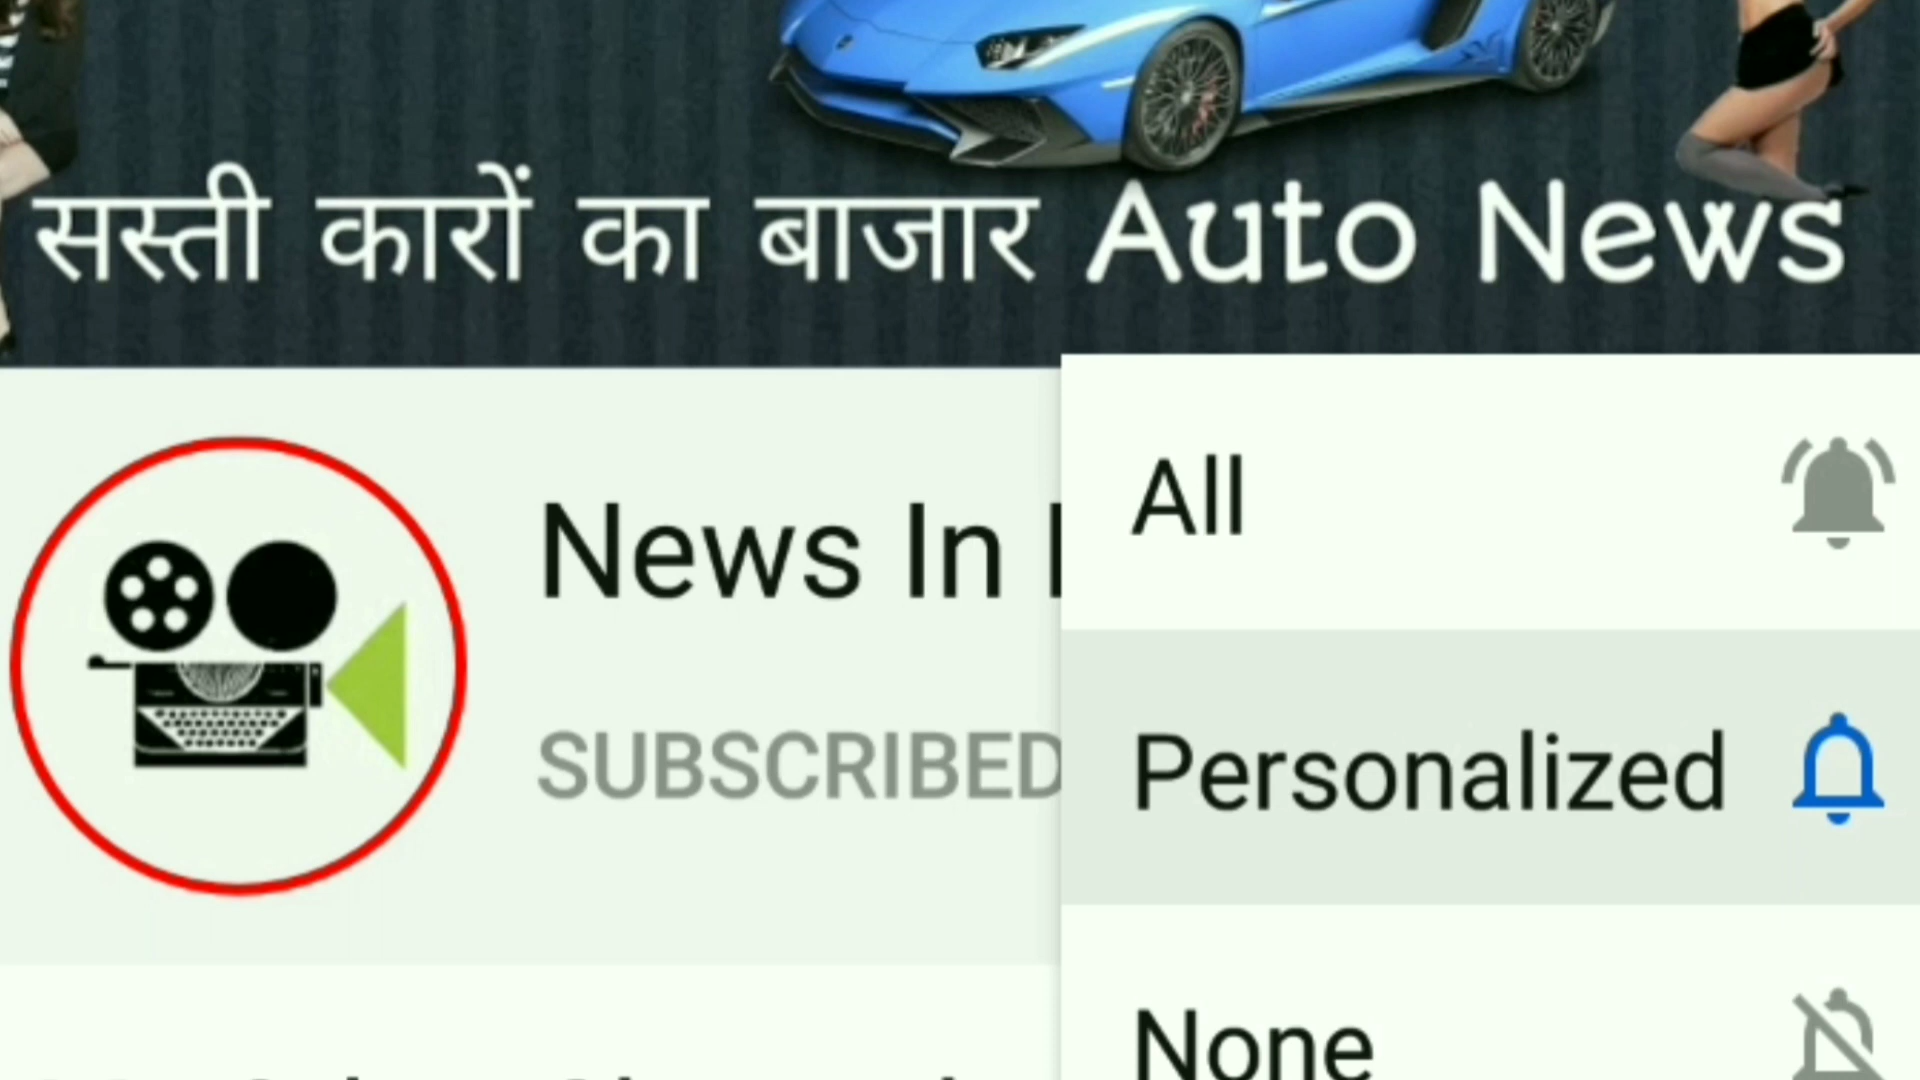 सस्ती कारों का बाजार Auto News
News In
SUBSCRIBED
All
Personalized
None